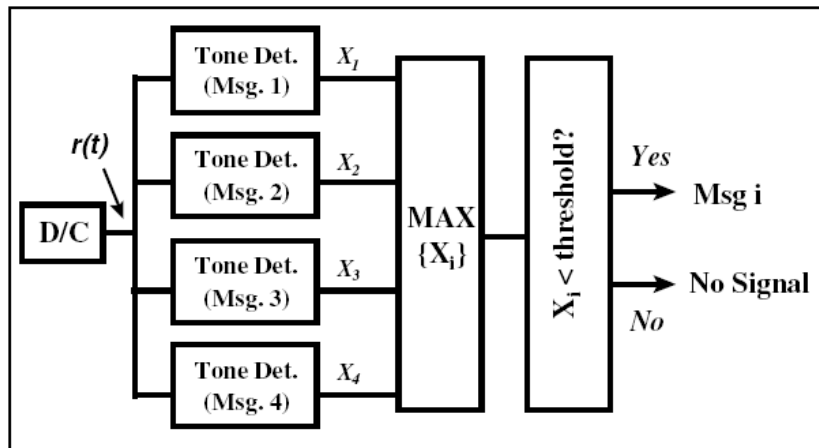 Tone Det.
(Msg. 1)
X1
r(t)
Tone Det.
(Msg. 2)
X2
D/C
MAX
{Xi}
Xi < threshold?
Yes
Msg i
No Signal
No
Tone Det.
(Msg. 3)
X3
Tone Det.
(Msg. 4)
X4